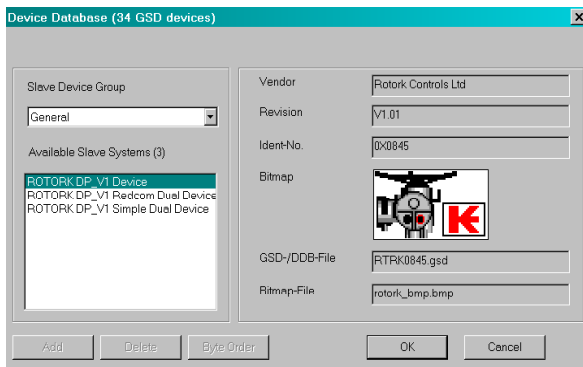 Device Database (34 GSD devices)
Slave Device Group
General
Available Slave Systems (3)
ROTORK DP_V1 Device
ROTORK DP_V1 Redcom Dual Device
ROTORK DP_V1 Simple Dual Device
Vendor
Rotork Controls Ltd
Revision
V1.01
Ident-No.
0X0845
Bitmap
GSD-/DDB-File
RTRK0845.gsd
Bitmap-File
rotork_bmp.bmp
Add
Delete
Byte Order
OK
Cancel